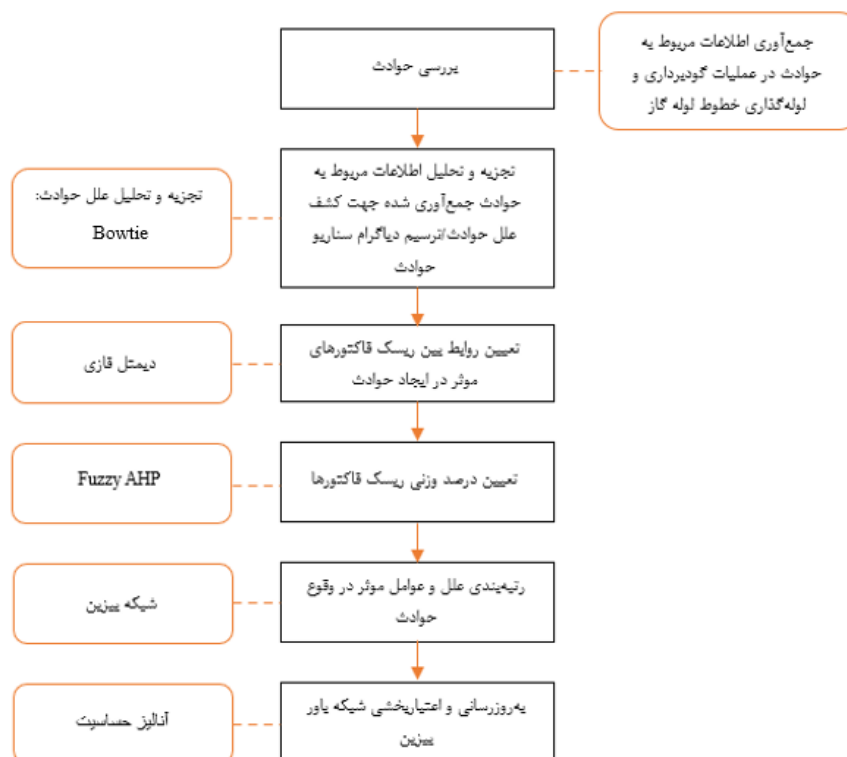 جمع‌آوری اطلاعات مربوط به
حوادث در عملیات گودبرداری و
لوله‌گذاری خطوط لوله گاز
بررسی حوادث
تجزیه و تحلیل اطلاعات مربوط به
حوادث جمع‌آوری شده جهت کشف
علل حوادث/ترسیم دیاگرام سناریو
حوادث
تجزیه و تحلیل علل حوادث:
Bowtie
تعیین روابط بین ریسک فاکتورهای
موثر در ایجاد حوادث
دیمتل فازی
تعیین درصد وزنی ریسک فاکتورها
Fuzzy AHP
رتبه‌بندی علل و عوامل موثر در وقوع
حوادث
شبکه بیزین
به‌روزرسانی و اعتباربخشی شبکه باور
بیزین
آنالیز حساسیت